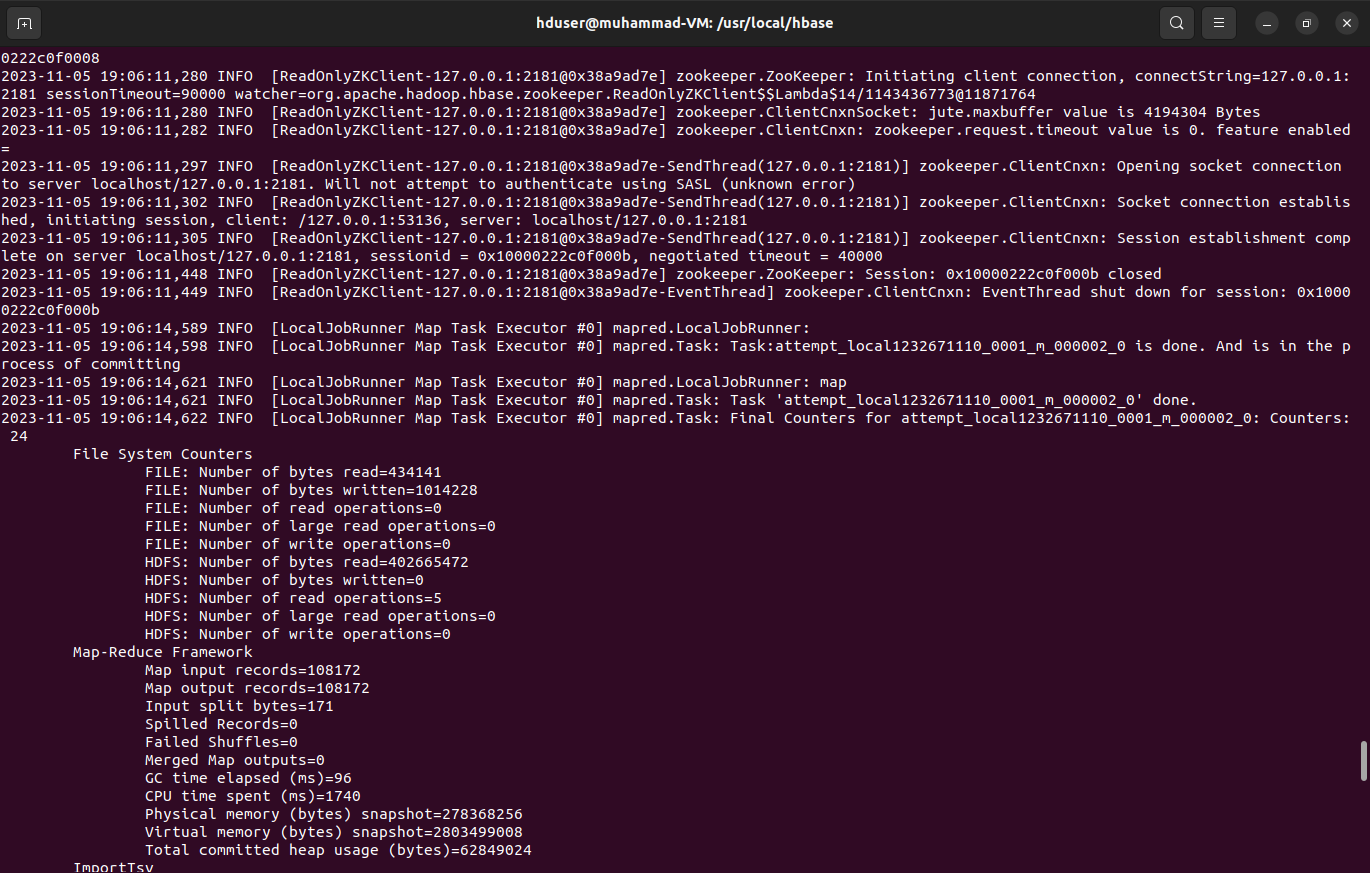 hduser@muhammad-VM: /usr/local/hbase
0222c0f0008
2023-11-05 19:06:11,280 INFO  [ReadOnlyZKClient-127.0.0.1:2181@0x38a9ad7e] zookeeper.ZooKeeper: Initiating client connection, connectString=127.0.0.1:
2181 sessionTimeout=90000 watcher=org.apache.hadoop.hbase.zookeeper.ReadOnlyZKClient$$Lambda$14/1143436773@11871764
2023-11-05 19:06:11,280 INFO  [ReadOnlyZKClient-127.0.0.1:2181@0x38a9ad7e] zookeeper.ClientCnxnSocket: jute.maxbuffer value is 4194304 Bytes
2023-11-05 19:06:11,282 INFO  [ReadOnlyZKClient-127.0.0.1:2181@0x38a9ad7e] zookeeper.ClientCnxn: zookeeper.request.timeout value is 0. feature enabled
=
2023-11-05 19:06:11,297 INFO  [ReadOnlyZKClient-127.0.0.1:2181@0x38a9ad7e-SendThread(127.0.0.1:2181)] zookeeper.ClientCnxn: Opening socket connection
to server localhost/127.0.0.1:2181. Will not attempt to authenticate using SASL (unknown error)
2023-11-05 19:06:11,302 INFO  [ReadOnlyZKClient-127.0.0.1:2181@0x38a9ad7e-SendThread(127.0.0.1:2181)] zookeeper.ClientCnxn: Socket connection establis
hed, initiating session, client: /127.0.0.1:53136, server: localhost/127.0.0.1:2181
2023-11-05 19:06:11,305 INFO  [ReadOnlyZKClient-127.0.0.1:2181@0x38a9ad7e-SendThread(127.0.0.1:2181)] zookeeper.ClientCnxn: Session establishment comp
lete on server localhost/127.0.0.1:2181, sessionid = 0x10000222c0f000b, negotiated timeout = 40000
2023-11-05 19:06:11,448 INFO  [ReadOnlyZKClient-127.0.0.1:2181@0x38a9ad7e] zookeeper.ZooKeeper: Session: 0x10000222c0f000b closed
2023-11-05 19:06:11,449 INFO  [ReadOnlyZKClient-127.0.0.1:2181@0x38a9ad7e-EventThread] zookeeper.ClientCnxn: EventThread shut down for session: 0x1000
0222c0f000b
2023-11-05 19:06:14,589 INFO  [LocalJobRunner Map Task Executor #0] mapred.LocalJobRunner:
2023-11-05 19:06:14,598 INFO  [LocalJobRunner Map Task Executor #0] mapred.Task: Task:attempt_local1232671110_0001_m_000002_0 is done. And is in the p
rocess of committing
2023-11-05 19:06:14,621 INFO  [LocalJobRunner Map Task Executor #0] mapred.LocalJobRunner: map
2023-11-05 19:06:14,621 INFO  [LocalJobRunner Map Task Executor #0] mapred.Task: Task 'attempt_local1232671110_0001_m_000002_0' done.
2023-11-05 19:06:14,622 INFO  [LocalJobRunner Map Task Executor #0] mapred.Task: Final Counters for attempt_local1232671110_0001_m_000002_0: Counters:
 24
File System Counters
FILE: Number of bytes read=434141
FILE: Number of bytes written=1014228
FILE: Number of read operations=0
FILE: Number of large read operations=0
FILE: Number of write operations=0
HDFS: Number of bytes read=402665472
HDFS: Number of bytes written=0
HDFS: Number of read operations=5
HDFS: Number of large read operations=0
HDFS: Number of write operations=0
Map-Reduce Framework
Map input records=108172
Map output records=108172
Input split bytes=171
Spilled Records=0
Failed Shuffles=0
Merged Map outputs=0
GC time elapsed (ms)=96
CPU time spent (ms)=1740
Physical memory (bytes) snapshot=278368256
Virtual memory (bytes) snapshot=2803499008
Total committed heap usage (bytes)=62849024
ImportTsv